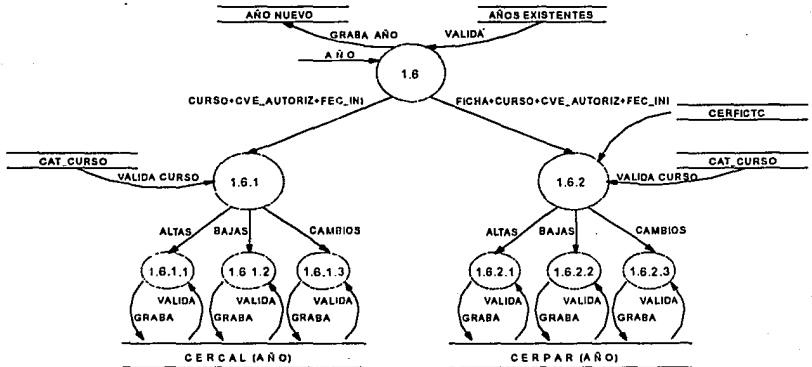 AÑO NUEVO
AÑOS EXISTENTES
GRABA AÑO
VALIDA
AÑO
1.6
CURSO+CVE_AUTORIZ+FEC_INI
FICHA+CURSO+CVE_AUTORIZ+FEC_INI
CERFICTC
CAT_CURSO
VALIDA CURSO
1.6.1
1.6.2
VALIDA CURSO
CAT_CURSO
ALTAS
BAJAS
CAMBIOS
ALTAS
BAJAS
CAMBIOS
1.6.1.1
1.6 1.2
1.6.1.3
1.6.2.1
1.6.2.2
1.6.2.3
VALIDA
VALIDA
VALIDA
VALIDA
VALIDA
VALIDA
GRABA
GRABA
GRABA
GRABA
GRABA
GRABA
CERCAL (AÑO)
CERPAR (AÑO)